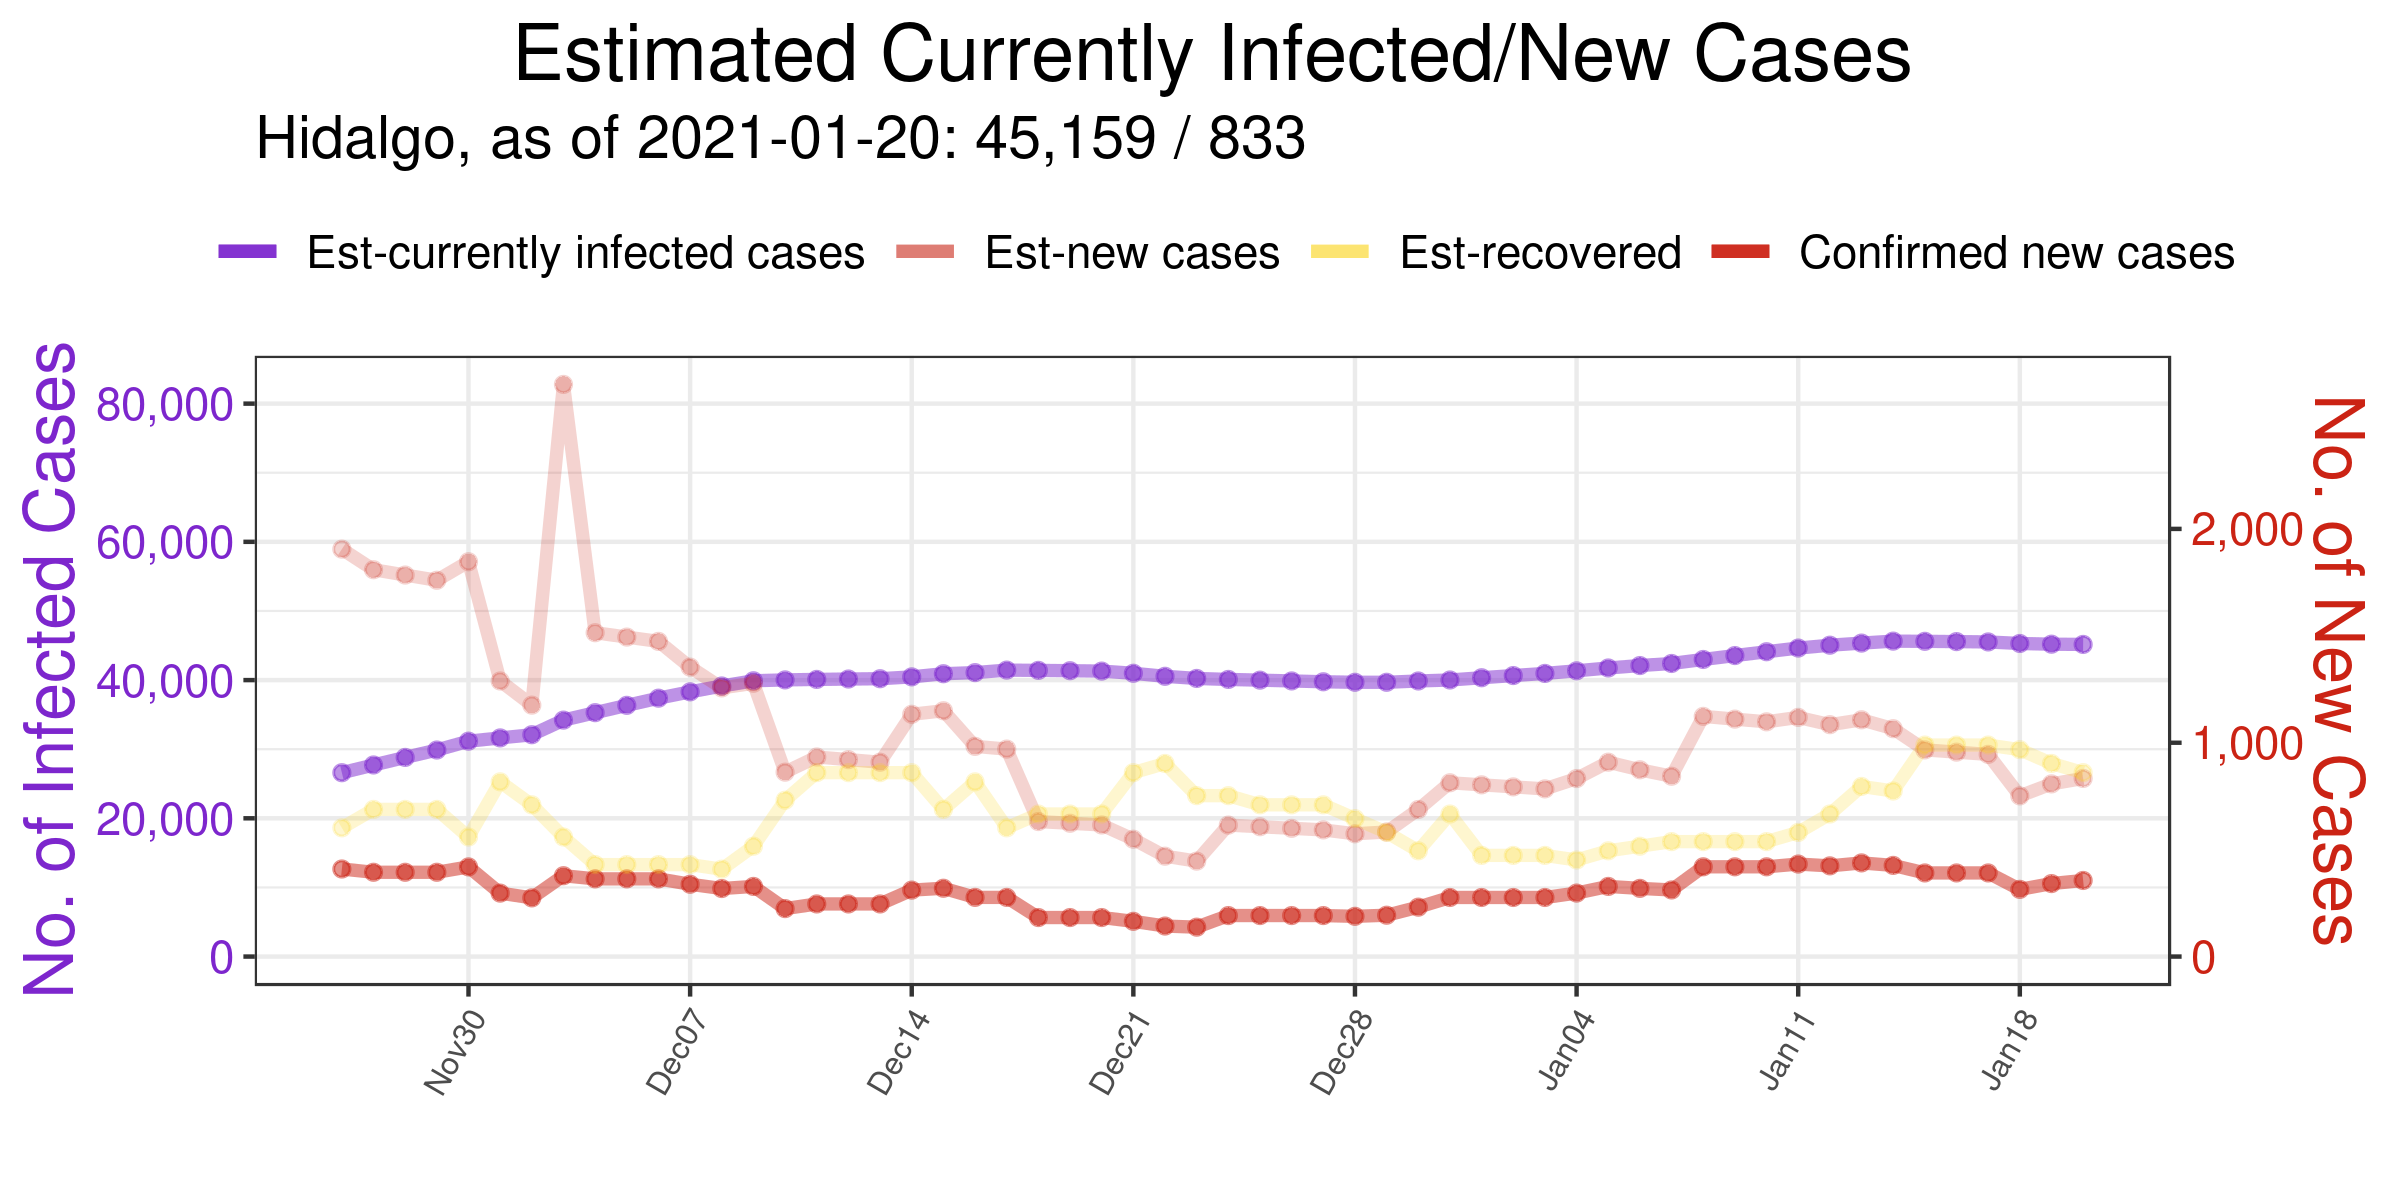 Estimated Currently Infected/New Cases
Hidalgo, as of 2021-01-20: 45,159 / 833
Est-currently infected cases Est-new cases Est-recovered Confirmed new cases
No. of Infected Cases
80,000
60,000
40,000
20,000
0
2,000
1,000
0
No. of New Cases
Nov30 Dec07 Dec14 Dec21 Dec28 Jan04 Jan11 Jan18